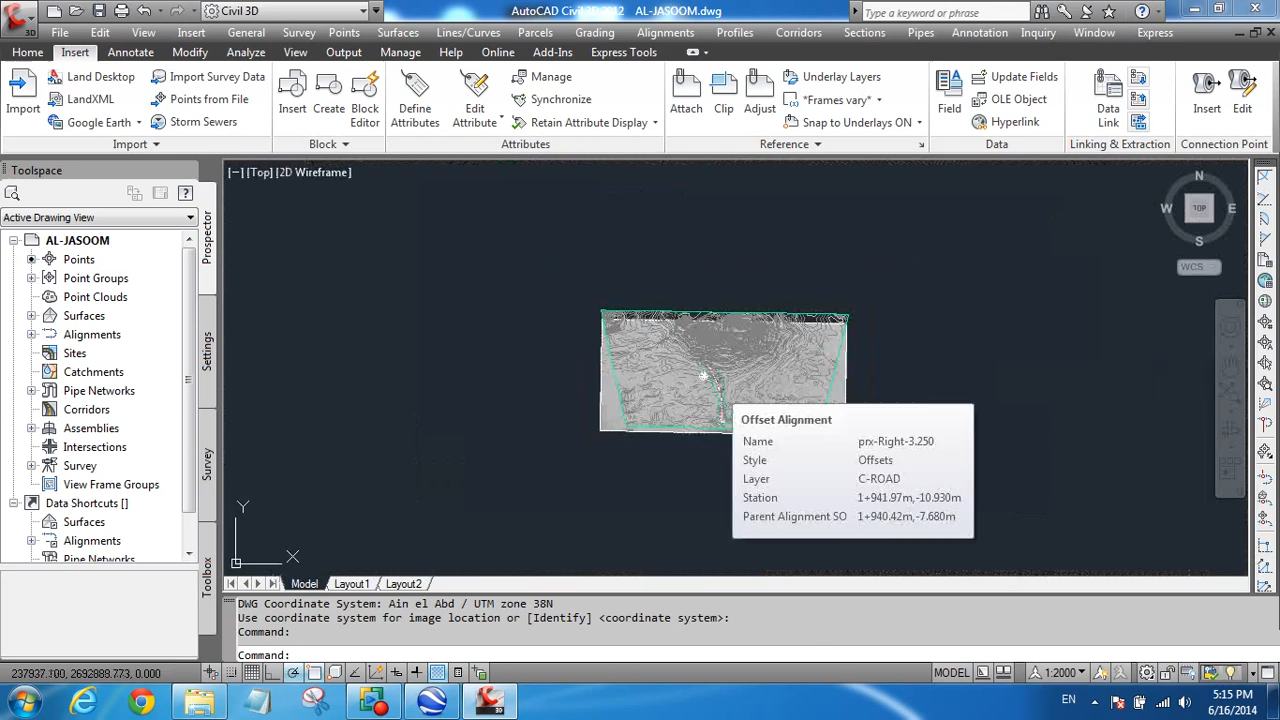 Civil 3D
AutoCAD Civil 3D 2012 AL-JASOOM.dwg
Type a keyword or phrase
3D
File Edit View Insert General Survey Points Surfaces Lines/Curves Parcels Grading Alignments Profiles Corridors Sections Pipes Annotation Inquiry Window Express
Home Insert Annotate Modify Analyze View Output Manage Help Online Add-Ins Express Tools
Import
Land Desktop
LandXML
Google Earth
Import Survey Data
Points from File
Storm Sewers
Import
Insert
Create
Block Editor
Block
Define Attributes
Edit Attribute
Manage
Synchronize
Retain Attribute Display
Attributes
Attach
Clip
Adjust
Underlay Layers
*Frames vary*
Snap to Underlays ON
Reference
Field
Update Fields
OLE Object
Hyperlink
Data
Data Link
Linking & Extraction
Insert
Edit
Connection Point
Toolspace
Active Drawing View
AL-JASOOM
Points
Point Groups
Point Clouds
Surfaces
Alignments
Sites
Catchments
Pipe Networks
Corridors
Assemblies
Intersections
Survey
View Frame Groups
Data Shortcuts []
Surfaces
Alignments
Pipe Networks
Prospector
Settings
Survey
Toolbox
[−][Top][2D Wireframe]
N
W TOP E
S
WCS
Offset Alignment
Name prx-Right-3.250
Style Offsets
Layer C-ROAD
Station 1+941.97m,-10.930m
Parent Alignment SO 1+940.42m,-7.680m
Y
X
Model Layout1 Layout2
DWG Coordinate System: Ain el Abd / UTM zone 38N
Use coordinate system for image location or [Identify] <coordinate system>:
Command:
Command:
237937.100, 2692889.773, 0.000
MODEL
1:2000
EN
5:15 PM
6/16/2014